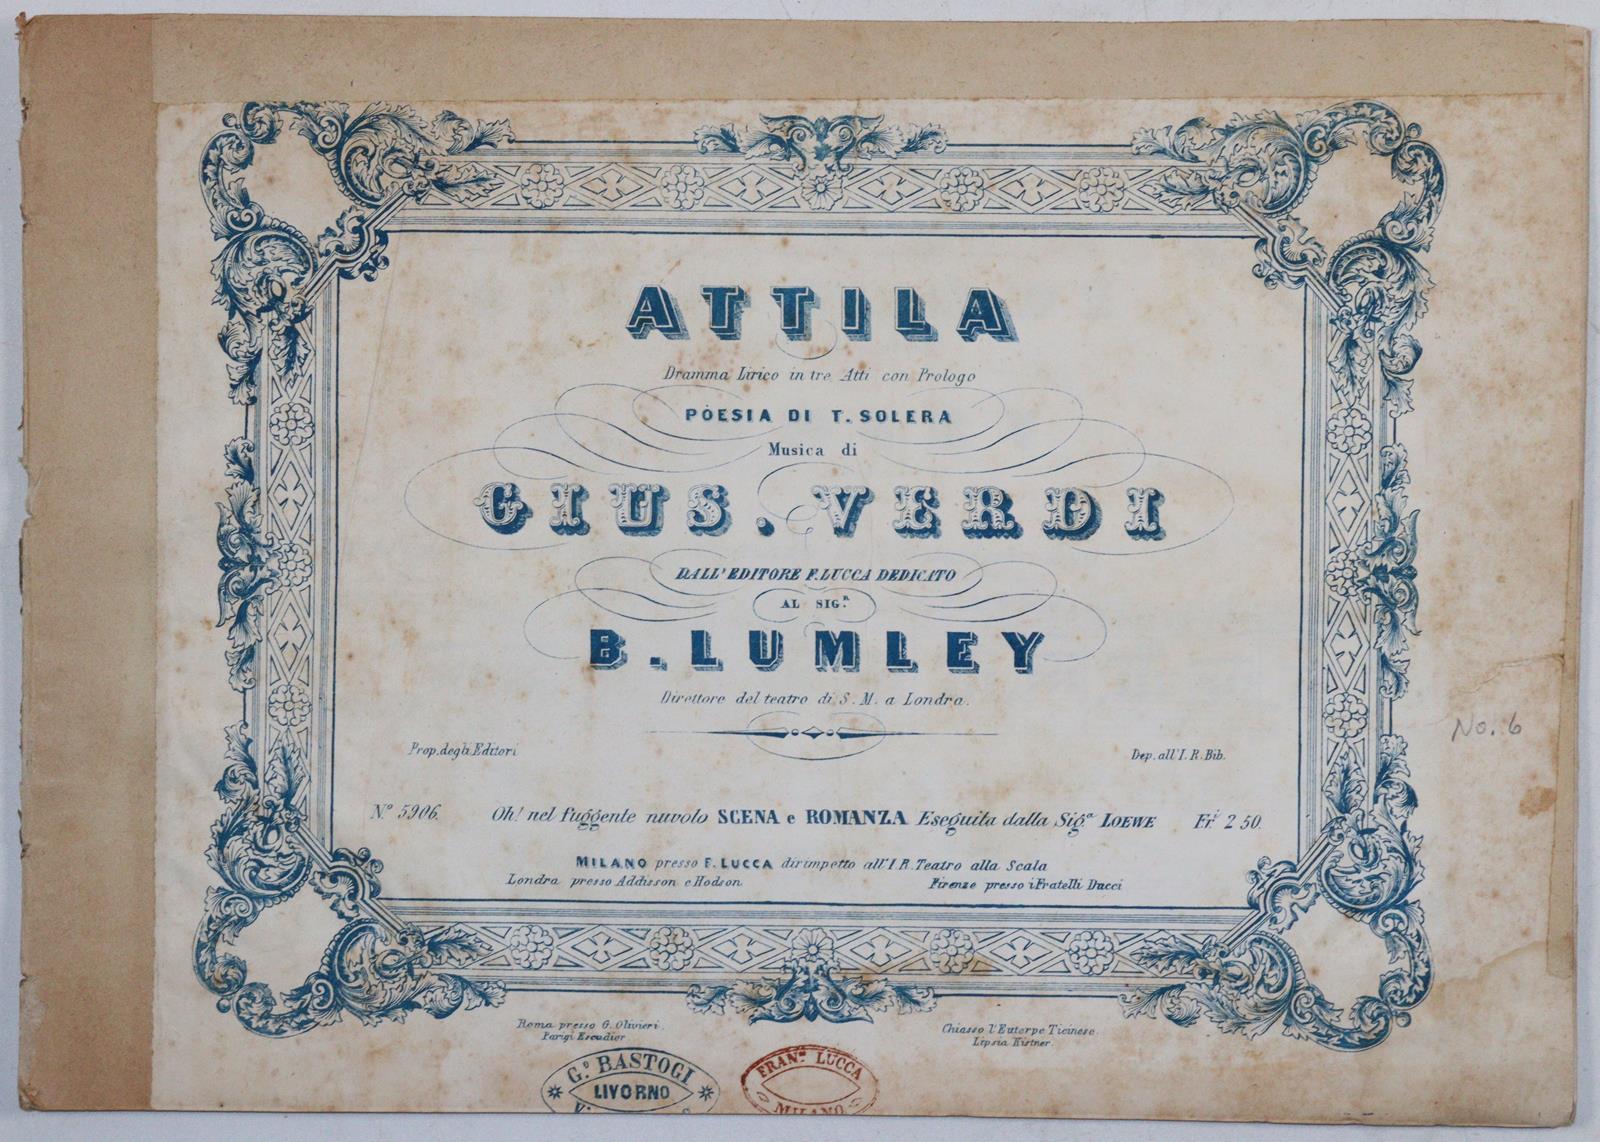 ATTILA
Dramma Lirico in tre Atti con Prologo
POESIA DI T. SOLERA
Musica di
GIUS. VERDI
DALL'EDITORE F. LUCCA DEDICATO
AL SIG.R
B. LUMLEY
Direttore del teatro di S. M. a Londra.
Prop. degli Editori Dep. all'I. R. Bib.
No. 6
N.o 5906. Oh! nel fuggente nuvolo SCENA e ROMANZA Eseguita dalla Sig.a LOEWE Fr.i 2 50.
MILANO presso F. LUCCA dirimpetto all'I. R. Teatro alla Scala
Londra presso Addisson e Hodson. Firenze presso i Fratelli Ducci
Roma presso G. Olivieri. Chiasso l'Euterpe Ticinese.
Parigi Escudier Lipsia Kistner.
G.o BASTOGI
LIVORNO
FRAN.co LUCCA
MILANO